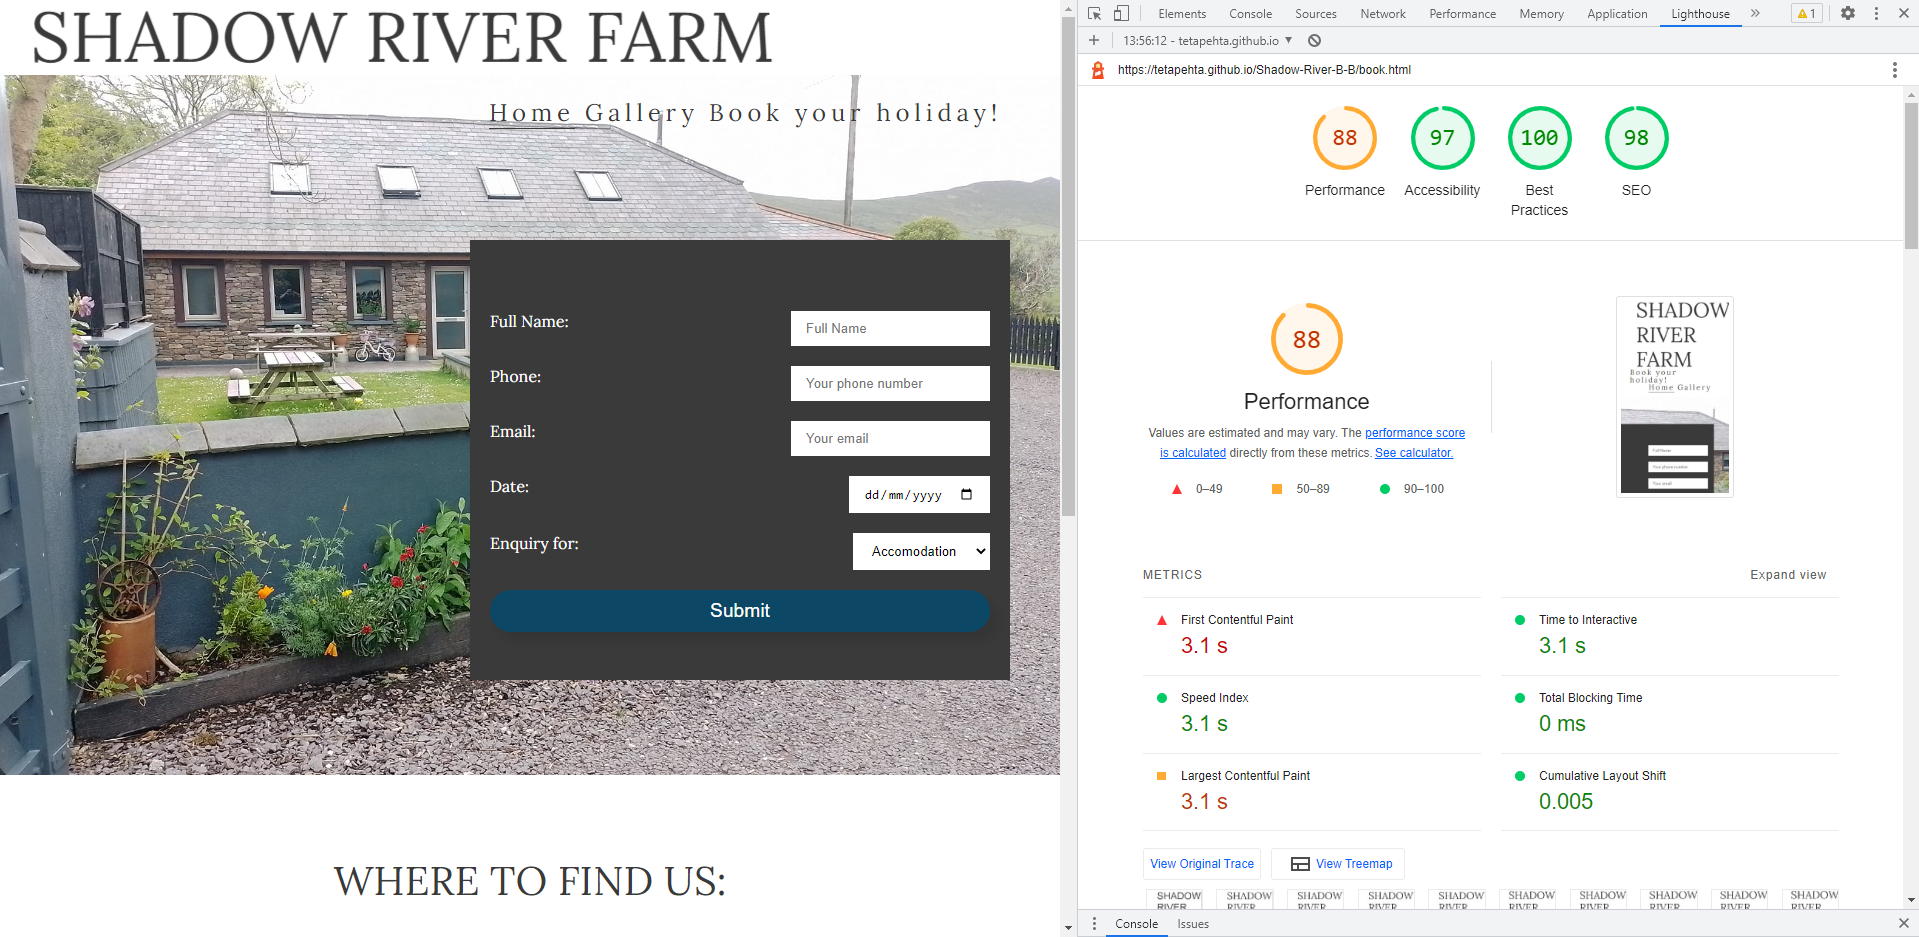 SHADOW RIVER FARM
Home Gallery Book your holiday!
Full Name:
Full Name
Phone:
Your phone number
Email:
Your email
Date:
dd/mm/yyyy
Enquiry for:
Accomodation
Submit
WHERE TO FIND US:
Elements Console Sources Network Performance Memory Application Lighthouse 1
13:56:12 - tetapehta.github.io
https://tetapehta.github.io/Shadow-River-B-B/book.html
88 97 100 98
Performance Accessibility Best Practices SEO
88
Performance
Values are estimated and may vary. The performance score
is calculated directly from these metrics. See calculator.
0–49 50–89 90–100
SHADOW
RIVER
FARM
Book your
holiday!
Home Gallery
Full Name
Your phone number
Your email
METRICS Expand view
First Contentful Paint
3.1 s
Time to Interactive
3.1 s
Speed Index
3.1 s
Total Blocking Time
0 ms
Largest Contentful Paint
3.1 s
Cumulative Layout Shift
0.005
View Original Trace View Treemap
SHADOW SHADOW SHADOW SHADOW SHADOW SHADOW SHADOW SHADOW SHADOW SHADOW
RIVER RIVER RIVER RIVER RIVER RIVER RIVER RIVER RIVER RIVER
Console Issues